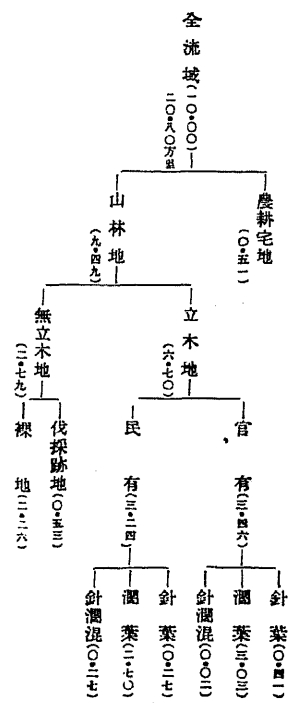 全流域(一〇・〇〇)
二〇・八〇万町
農耕宅地
(〇・五一)
山林地
(九・四九)
立木地
(六・七〇)
無立木地
(二・七九)
官有(三・四六)
民有(三・二四)
伐採跡地(〇・五三)
裸地(二・二六)
針葉(〇・四一)
濶葉(三・〇三)
針濶混(〇・〇二)
針葉(〇・二七)
濶葉(二・七〇)
針濶混(〇・二七)